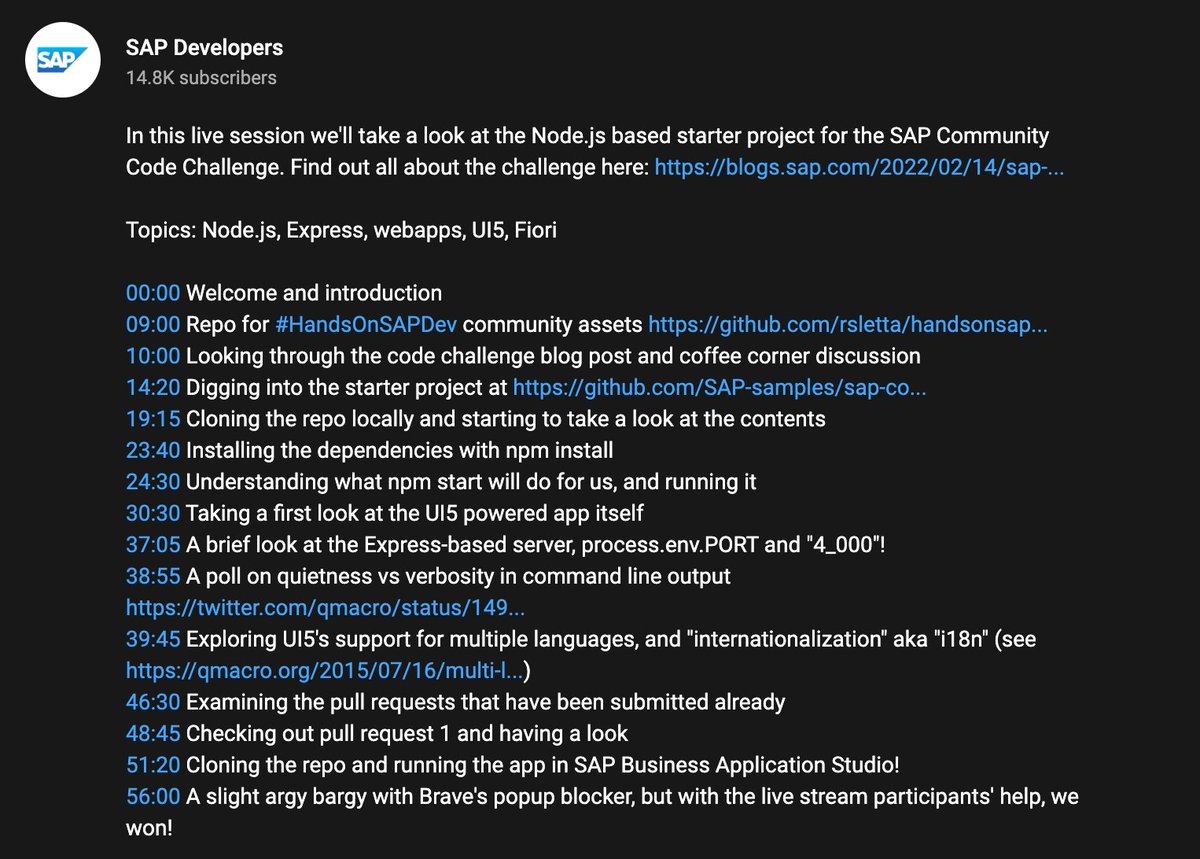 SAP
SAP Developers
14.8K subscribers
In this live session we'll take a look at the Node.js based starter project for the SAP Community
Code Challenge. Find out all about the challenge here: https://blogs.sap.com/2022/02/14/sap-...
Topics: Node.js, Express, webapps, UI5, Fiori
00:00 Welcome and introduction
09:00 Repo for #HandsOnSAPDev community assets https://github.com/rsletta/handsonsap...
10:00 Looking through the code challenge blog post and coffee corner discussion
14:20 Digging into the starter project at https://github.com/SAP-samples/sap-co...
19:15 Cloning the repo locally and starting to take a look at the contents
23:40 Installing the dependencies with npm install
24:30 Understanding what npm start will do for us, and running it
30:30 Taking a first look at the UI5 powered app itself
37:05 A brief look at the Express-based server, process.env.PORT and "4_000"!
38:55 A poll on quietness vs verbosity in command line output
https://twitter.com/qmacro/status/149...
39:45 Exploring UI5's support for multiple languages, and "internationalization" aka "i18n" (see
https://qmacro.org/2015/07/16/multi-l...)
46:30 Examining the pull requests that have been submitted already
48:45 Checking out pull request 1 and having a look
51:20 Cloning the repo and running the app in SAP Business Application Studio!
56:00 A slight argy bargy with Brave's popup blocker, but with the live stream participants' help, we
won!